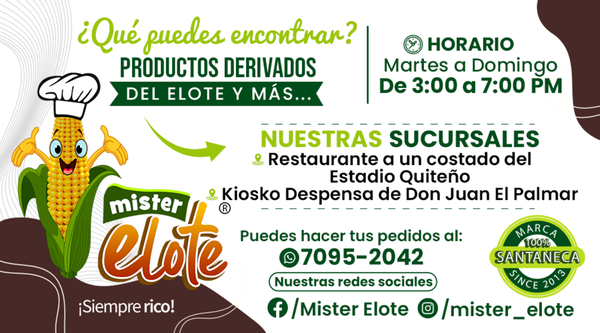 ¿Qué puedes encontrar?
PRODUCTOS DERIVADOS
DEL ELOTE Y MÁS...
HORARIO
Martes a Domingo
De 3:00 a 7:00 PM
NUESTRAS SUCURSALES
Restaurante a un costado del
Estadio Quiteño
Kiosko Despensa de Don Juan El Palmar
mister
elote ®
¡Siempre rico!
Puedes hacer tus pedidos al:
7095-2042
Nuestras redes sociales
/Mister Elote /mister_elote
MARCA
100%
SANTANECA
SINCE 2013